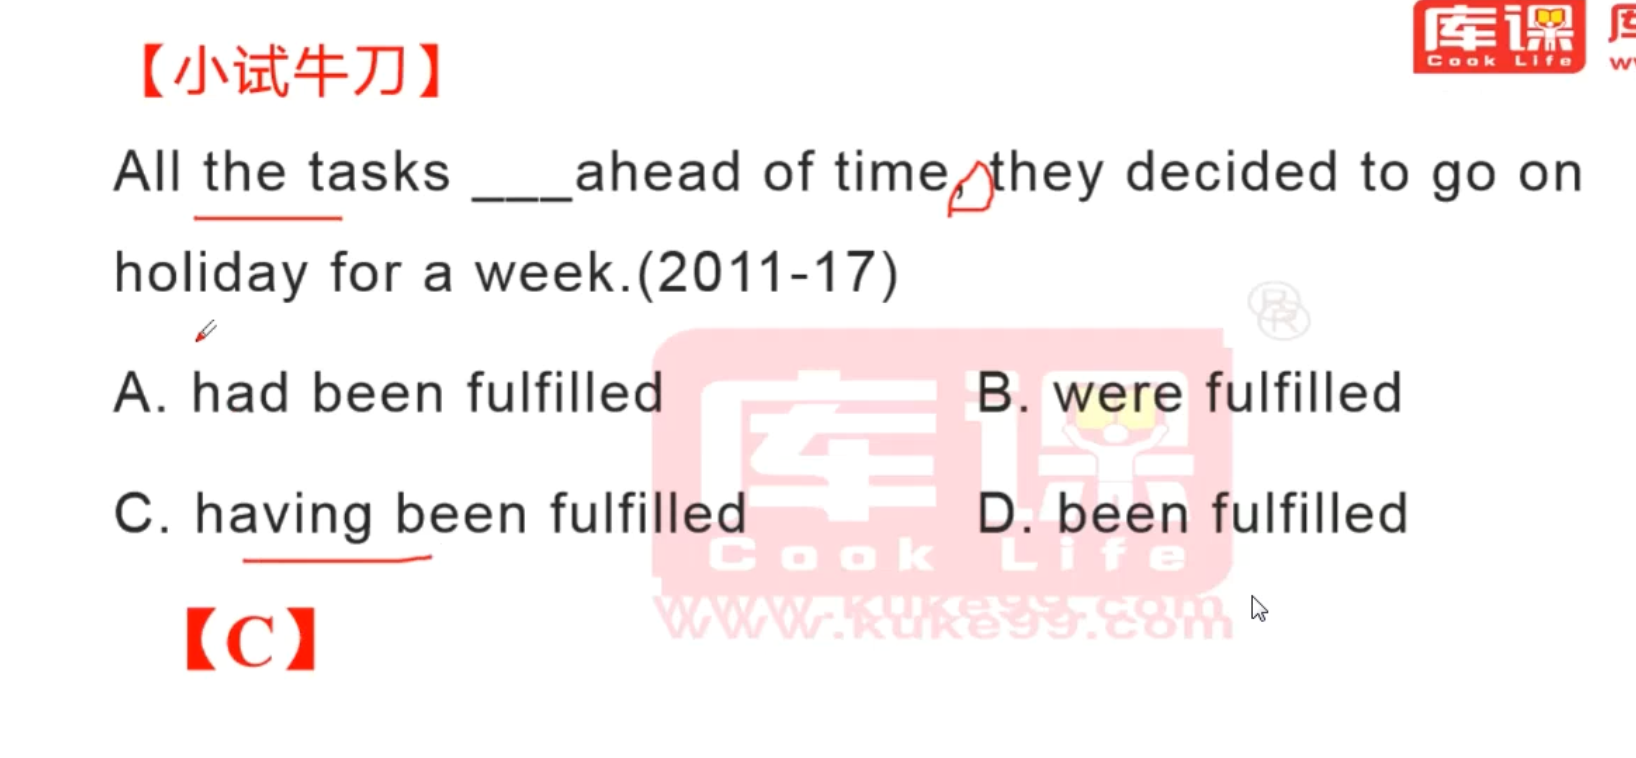 库课
Cook Life
【小试牛刀】
All the tasks ___ahead of time, they decided to go on
holiday for a week.(2011-17)
A. had been fulfilled
B. were fulfilled
C. having been fulfilled
D. been fulfilled
【C】
库课
Cook Life
www.kuke99.com